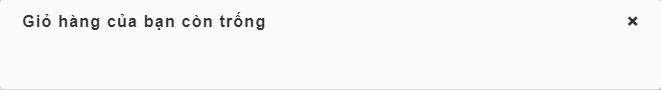 Giỏ hàng của bạn còn trống